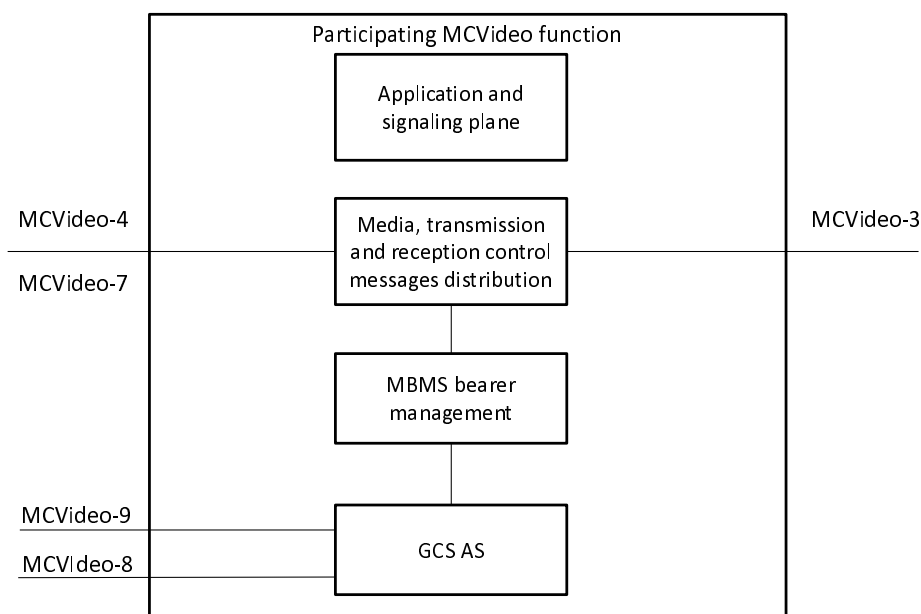 Participating MCVideo function
Application and
signaling plane
MCVideo-4
MCVideo-3
Media, transmission
and reception control
messages distribution
MCVideo-7
MBMS bearer
management
MCVideo-9
GCS AS
MCVIdeo-8